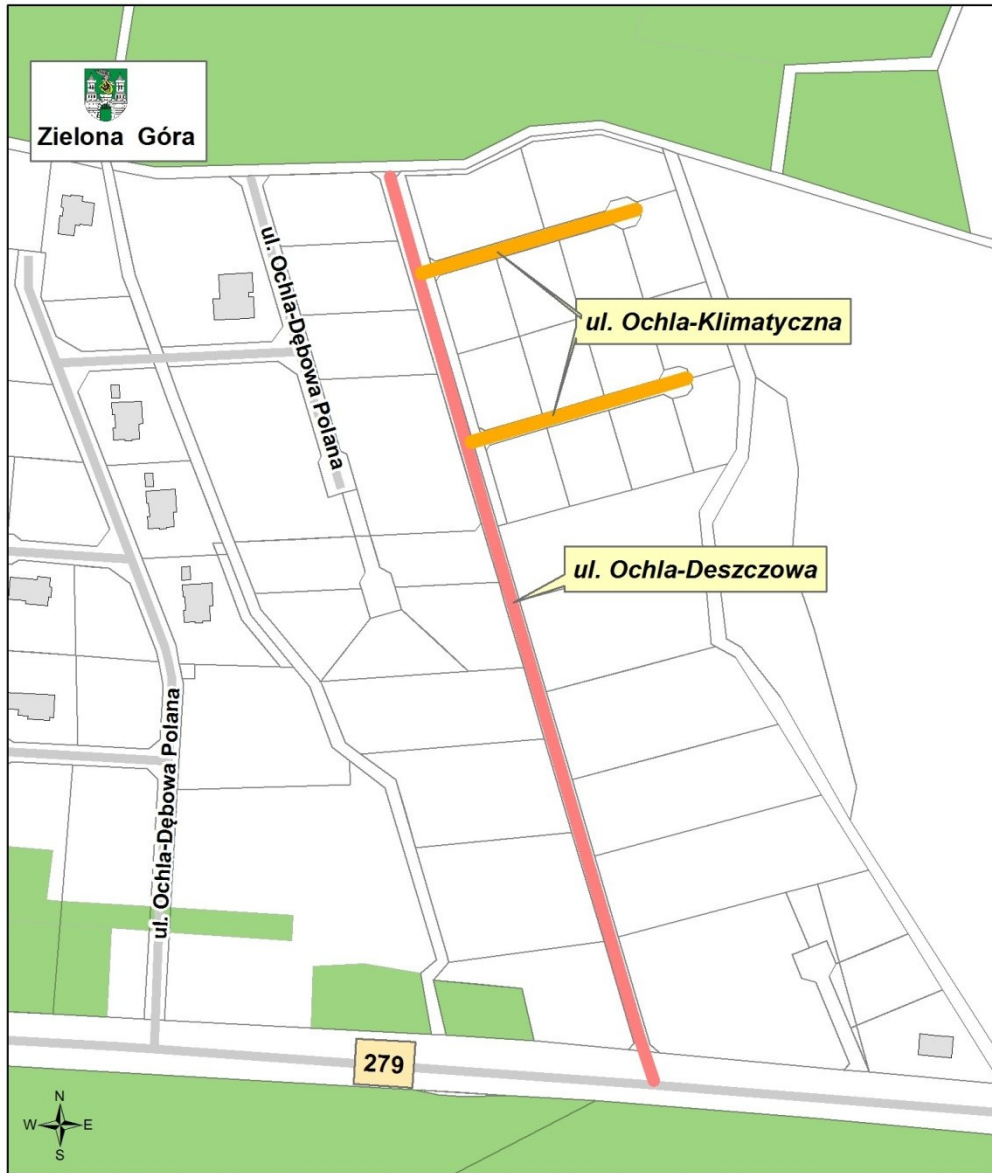 Zielona Góra
ul. Ochla-Dębowa Polana
ul. Ochla-Klimatyczna
ul. Ochla-Deszczowa
ul. Ochla-Dębowa Polana
279
N
W E
S